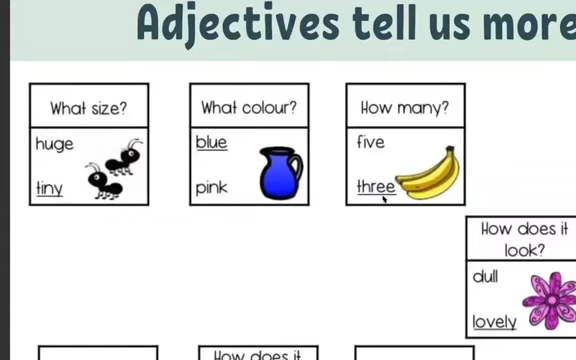 Adjectives tell us more
What size?
huge
tiny
What colour?
blue
pink
How many?
five
three
How does it
look?
dull
lovely
How does it